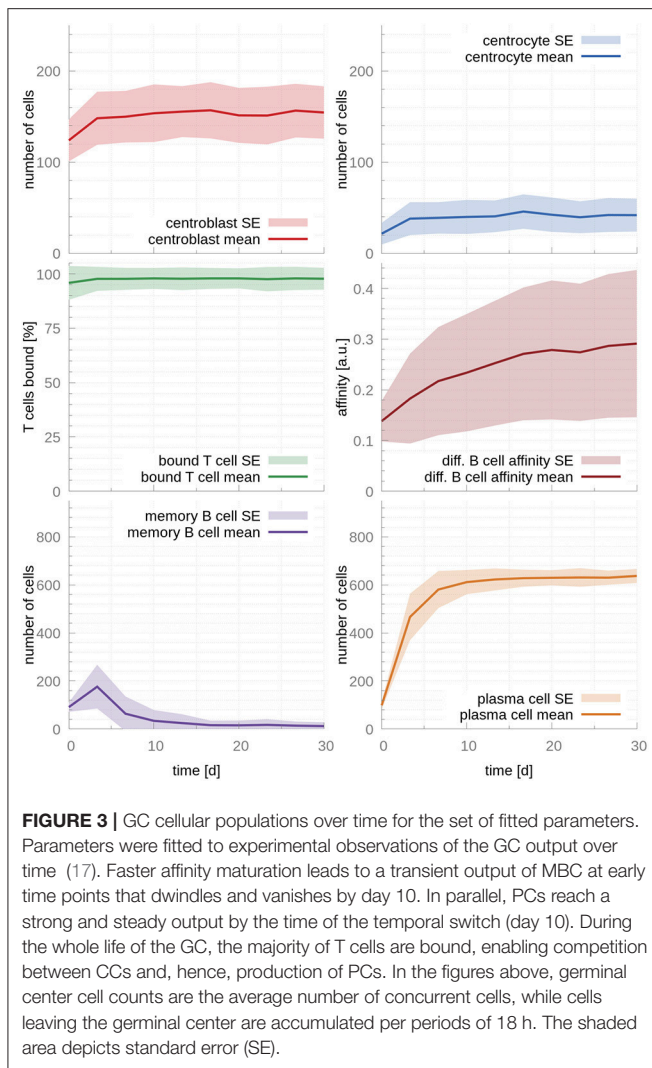 200
100
0
number of cells
centroblast SE
centroblast mean
200
100
0
number of cells
centrocyte SE
centrocyte mean
100
75
50
25
0
T cells bound [%]
bound T cell SE
bound T cell mean
0.4
0.3
0.2
0.1
0
affinity [a.u.]
diff. B cell affinity SE
diff. B cell affinity mean
800
600
400
200
0
number of cells
memory B cell SE
memory B cell mean
0 10 20 30
time [d]
800
600
400
200
0
number of cells
plasma cell SE
plasma cell mean
0 10 20 30
time [d]
FIGURE 3 | GC cellular populations over time for the set of fitted parameters.
Parameters were fitted to experimental observations of the GC output over
time (17). Faster affinity maturation leads to a transient output of MBC at early
time points that dwindles and vanishes by day 10. In parallel, PCs reach a
strong and steady output by the time of the temporal switch (day 10). During
the whole life of the GC, the majority of T cells are bound, enabling competition
between CCs and, hence, production of PCs. In the figures above, germinal
center cell counts are the average number of concurrent cells, while cells
leaving the germinal center are accumulated per periods of 18 h. The shaded
area depicts standard error (SE).